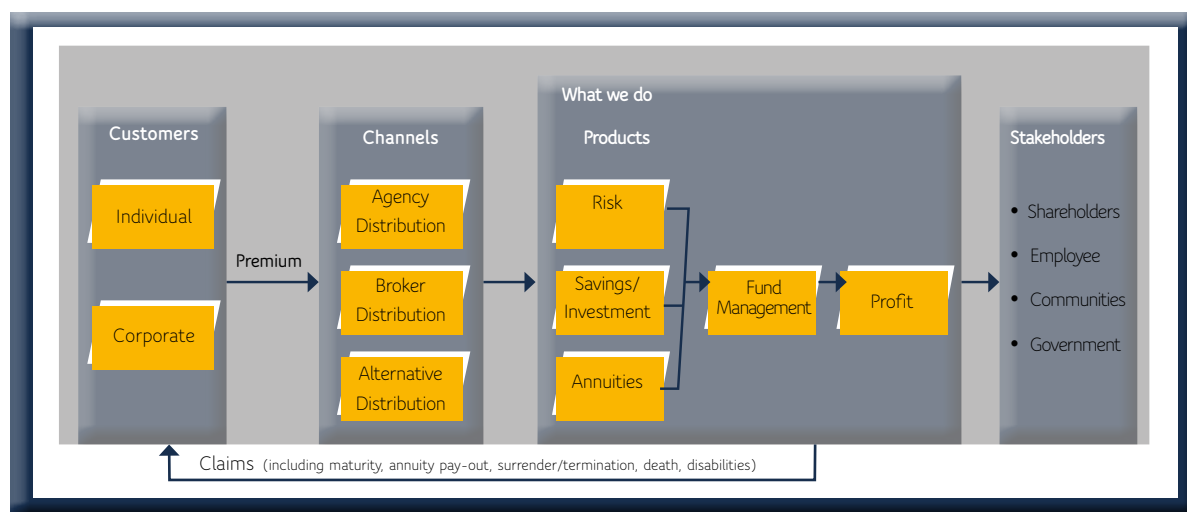 Customers
Individual
Corporate
Premium
Channels
Agency
Distribution
Broker
Distribution
Alternative
Distribution
What we do
Products
Risk
Savings/
Investment
Annuities
Fund
Management
Profit
Stakeholders
• Shareholders
• Employee
• Communities
• Government
Claims (including maturity, annuity pay-out, surrender/termination, death, disabilities)